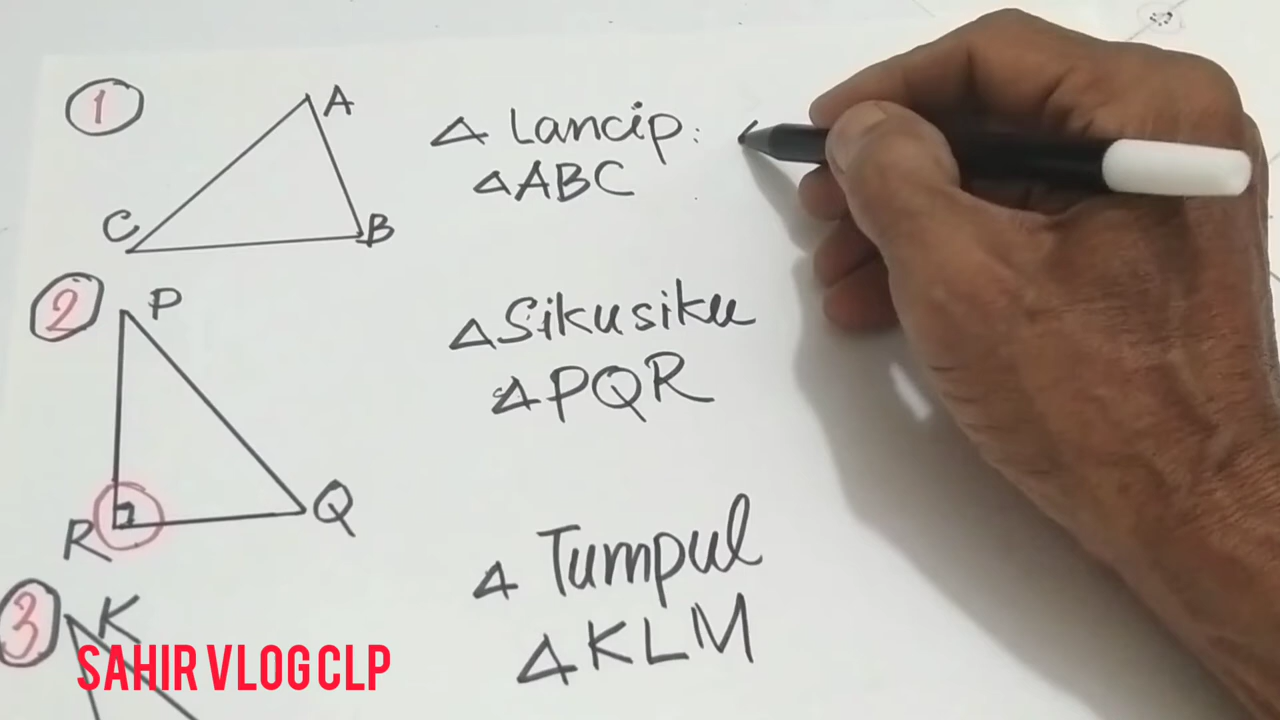 1
A
C
B
△ Lancip:
△ABC
2
P
R
Q
△ Sikusiku
△PQR
3
K
△ Tumpul
△KLM
SAHIR VLOG CLP